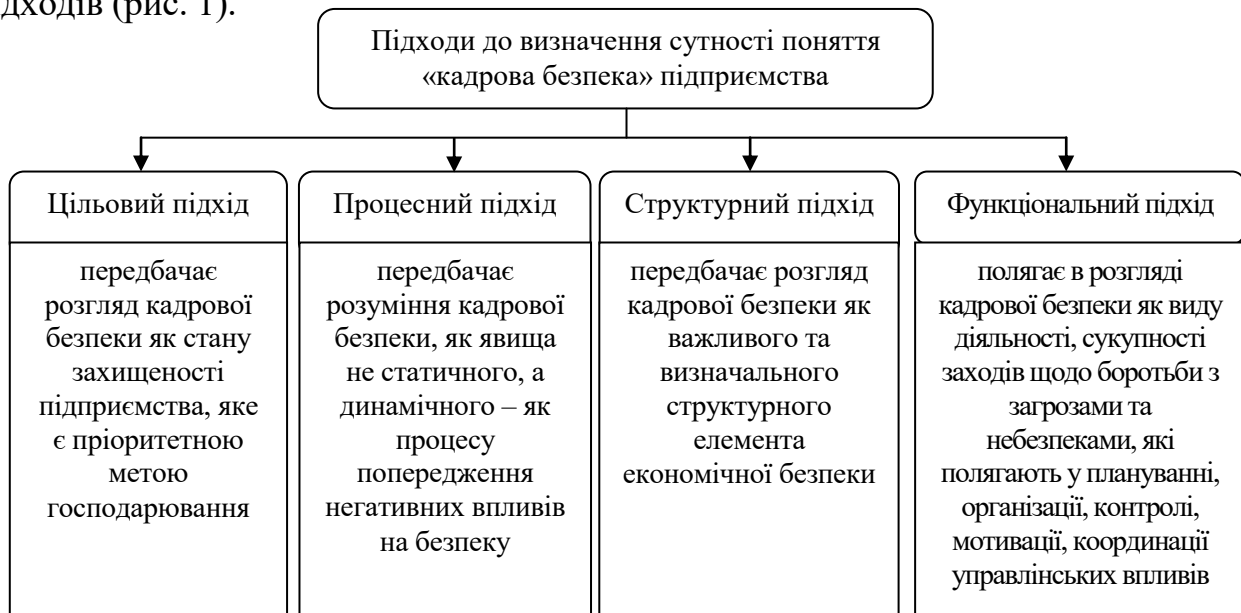 дходів (рис. 1).
Підходи до визначення сутності поняття
«кадрова безпека» підприємства
Цільовий підхід
передбачає
розгляд кадрової
безпеки як стану
захищеності
підприємства, яке
є пріоритетною
метою
господарювання
Процесний підхід
передбачає
розуміння кадрової
безпеки, як явища
не статичного, а
динамічного – як
процесу
попередження
негативних впливів
на безпеку
Структурний підхід
передбачає розгляд
кадрової безпеки як
важливого та
визначального
структурного
елемента
економічної безпеки
Функціональний підхід
полягає в розгляді
кадрової безпеки як виду
діяльності, сукупності
заходів щодо боротьби з
загрозами та
небезпеками, які
полягають у плануванні,
організації, контролі,
мотивації, координації
управлінських впливів